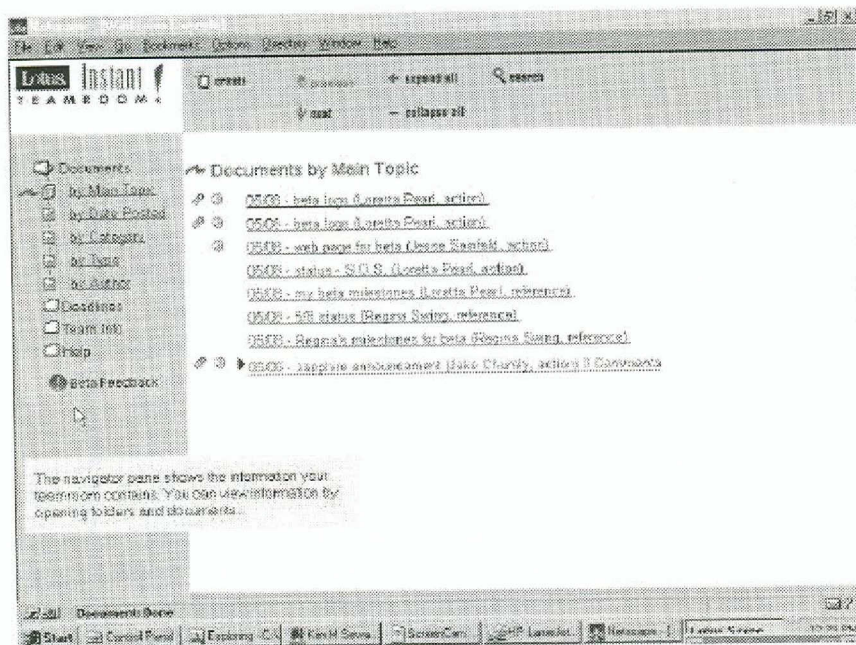 File Edit View Go Bookmarks Options Directory Window Help
Lotus Instant
TEAMROOM
create previous + expand all search
next - collapse all
Documents
by Main Topic
by Date Posted
by Category
by Type
by Author
Deadlines
Team Info
Help
Beta Feedback
Documents by Main Topic
05/08 - beta logo (Loretta Pearl, action)
05/08 - beta logo (Loretta Pearl, action)
05/08 - web page for beta (Jesse action)
05/08 - status - S.O.S. (Loretta Pearl, action)
05/08 - my beta milestones (Loretta Pearl, reference)
05/08 - 5/8 status (Regina Swing, reference)
05/08 - Regina's milestones for beta (Regina Swing, reference)
05/06 - sapphire announcement (Jake action) Comments
The navigator pane shows the information your
teamroom contains. You can view information by
opening folders and documents...
Document: Done
Start Control Panel Exploring ScreenCam HP LaserJet Netscape